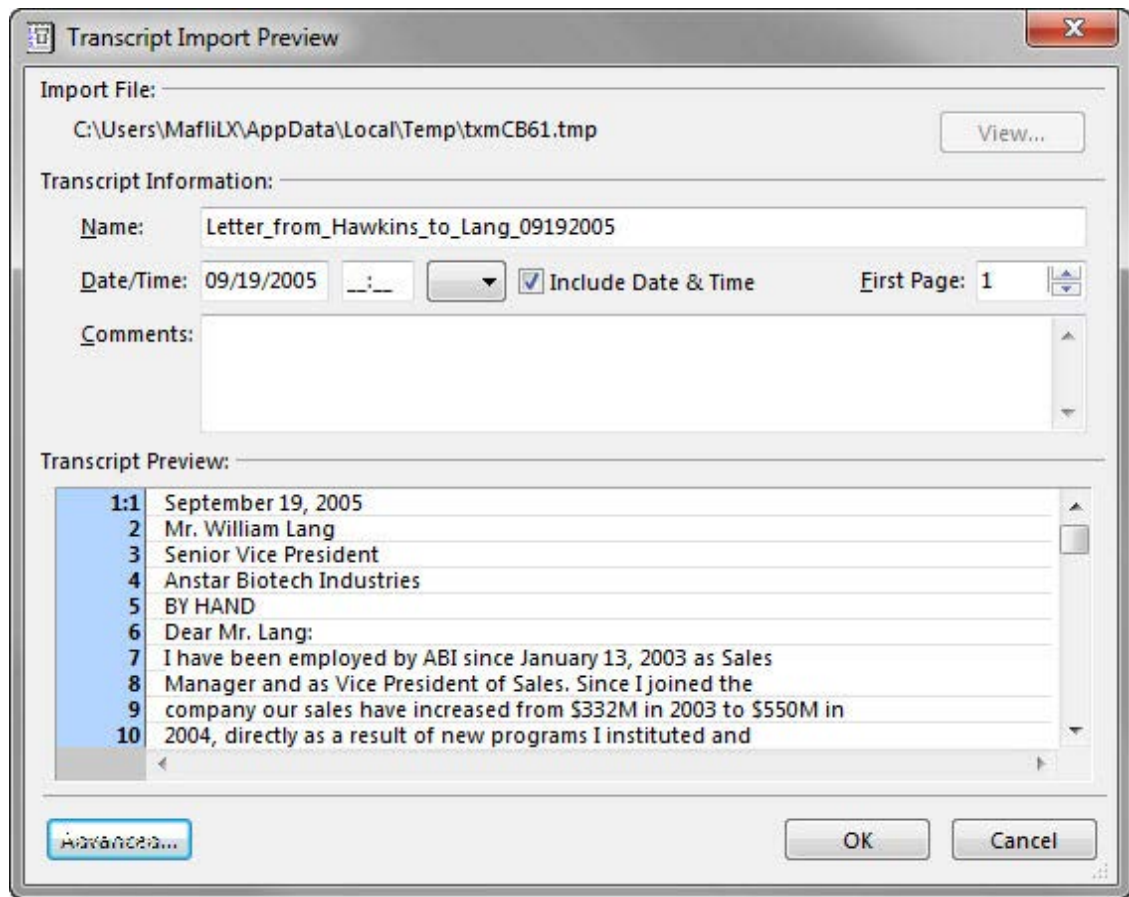 Transcript Import Preview
Import File:
C:\Users\MafliLX\AppData\Local\Temp\txmCB61.tmp
View...
Transcript Information:
Name: Letter_from_Hawkins_to_Lang_09192005
Date/Time: 09/19/2005 __:__ Include Date & Time First Page: 1
Comments:
Transcript Preview:
1:1 September 19, 2005
2 Mr. William Lang
3 Senior Vice President
4 Anstar Biotech Industries
5 BY HAND
6 Dear Mr. Lang:
7 I have been employed by ABI since January 13, 2003 as Sales
8 Manager and as Vice President of Sales. Since I joined the
9 company our sales have increased from $332M in 2003 to $550M in
10 2004, directly as a result of new programs I instituted and
Advanced... OK Cancel